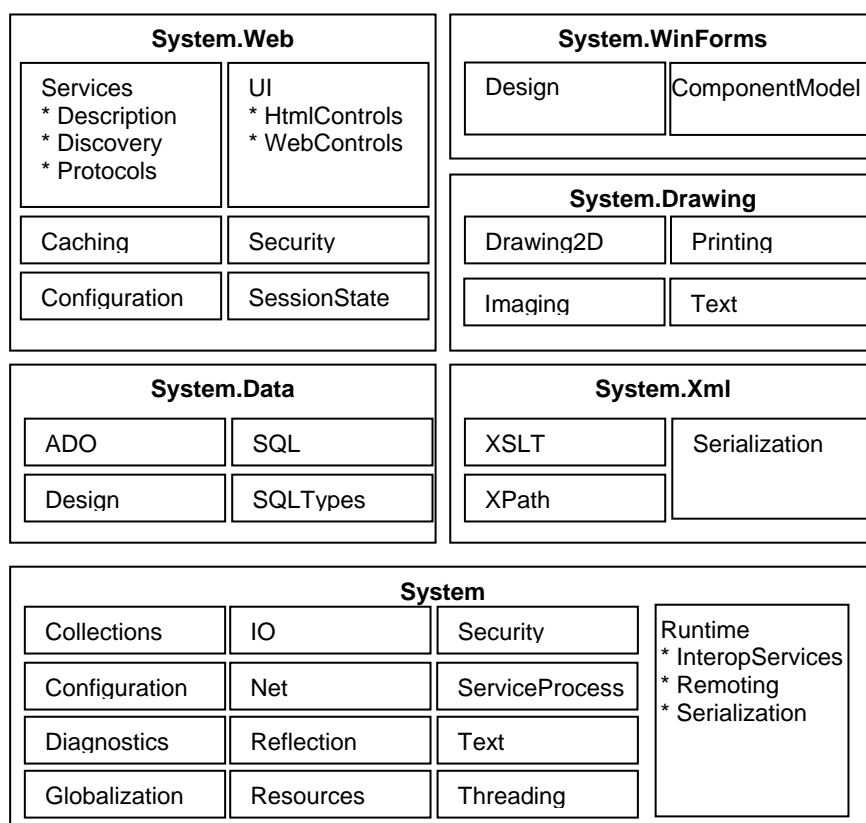 System.Web
Services
* Description
* Discovery
* Protocols
UI
* HtmlControls
* WebControls
Caching
Security
Configuration
SessionState
System.WinForms
Design
ComponentModel
System.Drawing
Drawing2D
Printing
Imaging
Text
System.Data
ADO
SQL
Design
SQLTypes
System.Xml
XSLT
Serialization
XPath
System
Collections
IO
Security
Configuration
Net
ServiceProcess
Diagnostics
Reflection
Text
Globalization
Resources
Threading
Runtime
* InteropServices
* Remoting
* Serialization